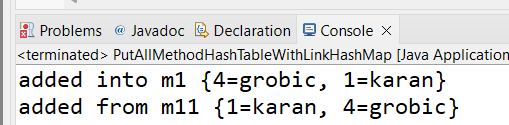 Problems @ Javadoc Declaration Console
<terminated> PutAllMethodHashTableWithLinkHashMap [Java Application
added into m1 {4=grobic, 1=karan}
added from m11 {1=karan, 4=grobic}